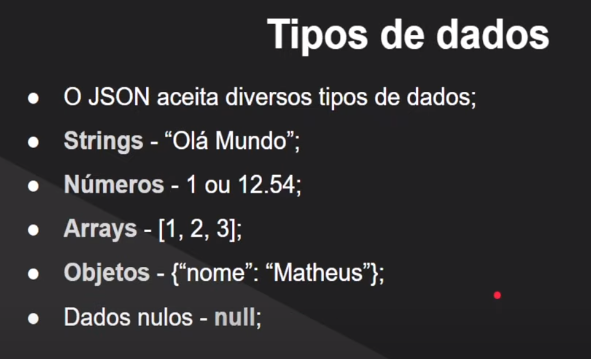 Tipos de dados
● O JSON aceita diversos tipos de dados;
● Strings - “Olá Mundo”;
● Números - 1 ou 12.54;
● Arrays - [1, 2, 3];
● Objetos - {“nome”: “Matheus”};
● Dados nulos - null;